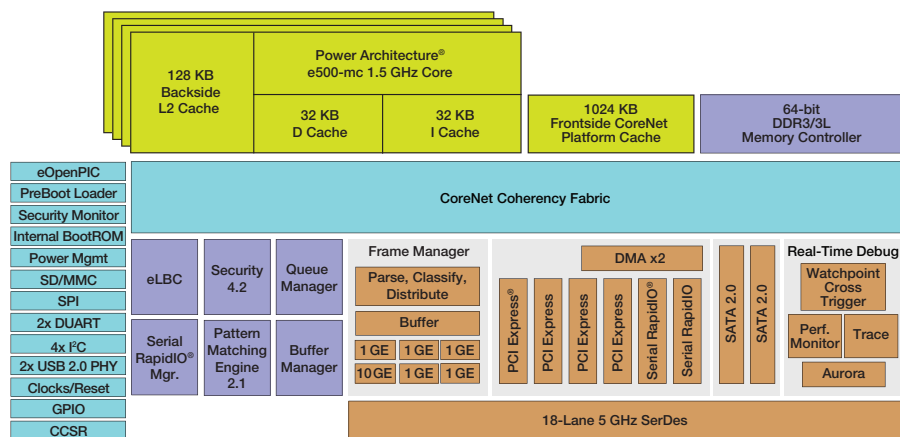 128 KB
Backside
L2 Cache
Power Architecture®
e500-mc 1.5 GHz Core
32 KB
D Cache
32 KB
I Cache
1024 KB
Frontside CoreNet
Platform Cache
64-bit
DDR3/3L
Memory Controller
eOpenPIC
PreBoot Loader
Security Monitor
Internal BootROM
Power Mgmt
SD/MMC
SPI
2x DUART
4x I²C
2x USB 2.0 PHY
Clocks/Reset
GPIO
CCSR
CoreNet Coherency Fabric
eLBC
Security
4.2
Queue
Manager
Serial
RapidIO®
Mgr.
Pattern
Matching
Engine
2.1
Buffer
Manager
Frame Manager
Parse, Classify,
Distribute
Buffer
1 GE 1 GE 1 GE
10 GE 1 GE 1 GE
DMA x2
PCI Express®
PCI Express
PCI Express
PCI Express
Serial RapidIO®
Serial RapidIO
SATA 2.0
SATA 2.0
Real-Time Debug
Watchpoint
Cross
Trigger
Perf.
Monitor
Trace
Aurora
18-Lane 5 GHz SerDes